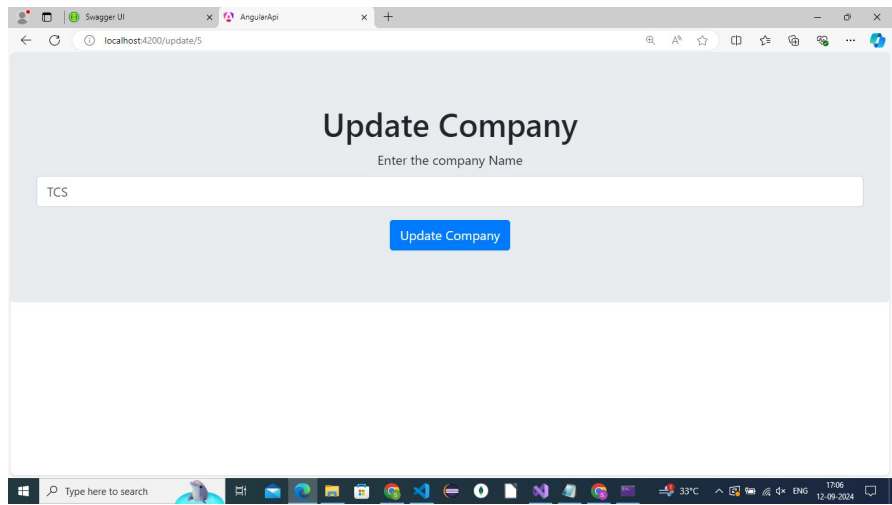 Swagger UI
AngularApi
localhost:4200/update/5
Update Company
Enter the company Name
TCS
Update Company
Type here to search
33°C
ENG
17:06
12-09-2024